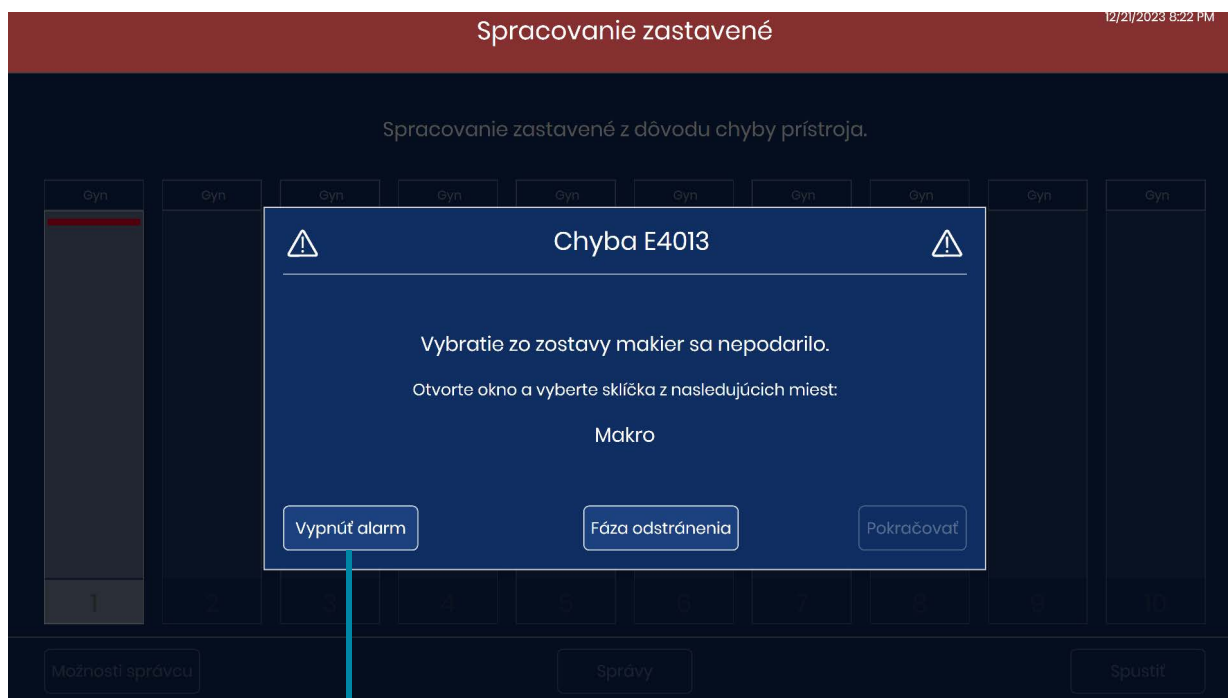 12/21/2023 8:22 PM
Spracovanie zastavené
Spracovanie zastavené z dôvodu chyby prístroja.
Gyn Gyn Gyn Gyn Gyn Gyn Gyn Gyn Gyn Gyn
Chyba E4013
Vybratie zo zostavy makier sa nepodarilo.
Otvorte okno a vyberte sklíčka z nasledujúcich miest:
Makro
Vypnúť alarm Fáza odstránenia Pokračovať
1 2 3 4 5 6 7 8 9 10
Možnosti správcu Správy Spustiť